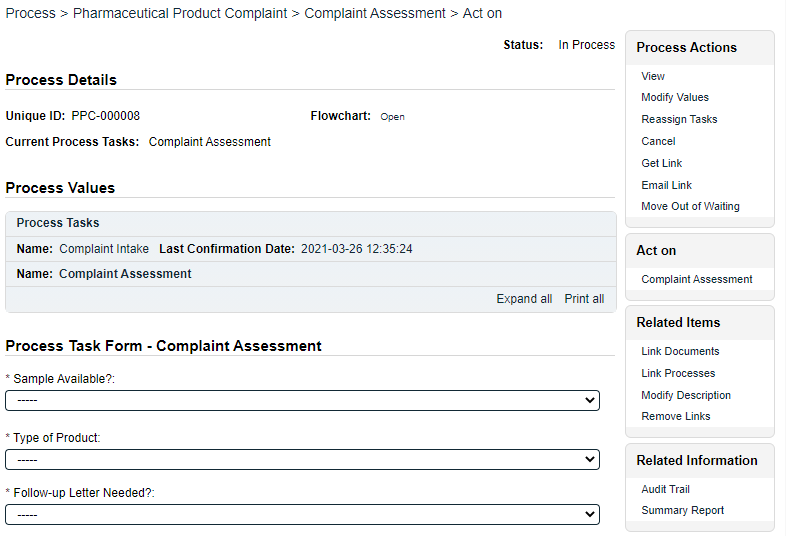 Process > Pharmaceutical Product Complaint > Complaint Assessment > Act on
Status: In Process
Process Details
Unique ID: PPC-000008 Flowchart: Open
Current Process Tasks: Complaint Assessment
Process Values
Process Tasks
Name: Complaint Intake Last Confirmation Date: 2021-03-26 12:35:24
Name: Complaint Assessment
Expand all Print all
Process Task Form - Complaint Assessment
* Sample Available?:
-----
* Type of Product:
-----
* Follow-up Letter Needed?:
-----
Process Actions
View
Modify Values
Reassign Tasks
Cancel
Get Link
Email Link
Move Out of Waiting
Act on
Complaint Assessment
Related Items
Link Documents
Link Processes
Modify Description
Remove Links
Related Information
Audit Trail
Summary Report